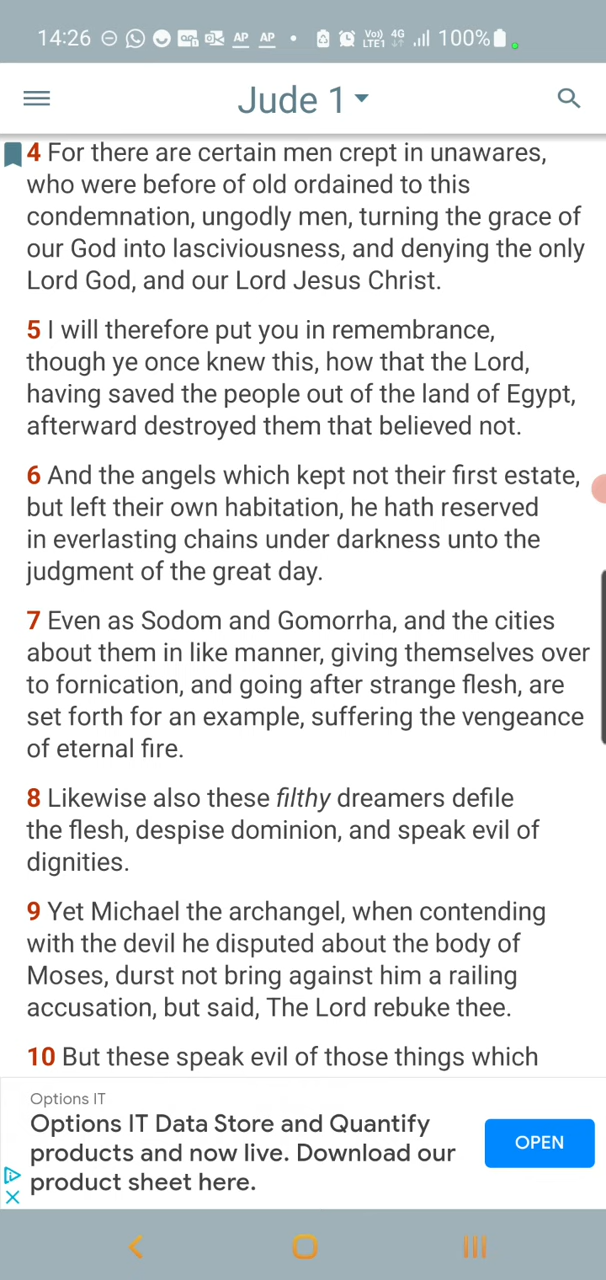 14:26
AP AP
Vo)) 4G
LTE1
100%
Jude 1
4 For there are certain men crept in unawares,
who were before of old ordained to this
condemnation, ungodly men, turning the grace of
our God into lasciviousness, and denying the only
Lord God, and our Lord Jesus Christ.
5 I will therefore put you in remembrance,
though ye once knew this, how that the Lord,
having saved the people out of the land of Egypt,
afterward destroyed them that believed not.
6 And the angels which kept not their first estate,
but left their own habitation, he hath reserved
in everlasting chains under darkness unto the
judgment of the great day.
7 Even as Sodom and Gomorrha, and the cities
about them in like manner, giving themselves over
to fornication, and going after strange flesh, are
set forth for an example, suffering the vengeance
of eternal fire.
8 Likewise also these filthy dreamers defile
the flesh, despise dominion, and speak evil of
dignities.
9 Yet Michael the archangel, when contending
with the devil he disputed about the body of
Moses, durst not bring against him a railing
accusation, but said, The Lord rebuke thee.
10 But these speak evil of those things which
Options IT
Options IT Data Store and Quantify
products and now live. Download our
product sheet here.
OPEN